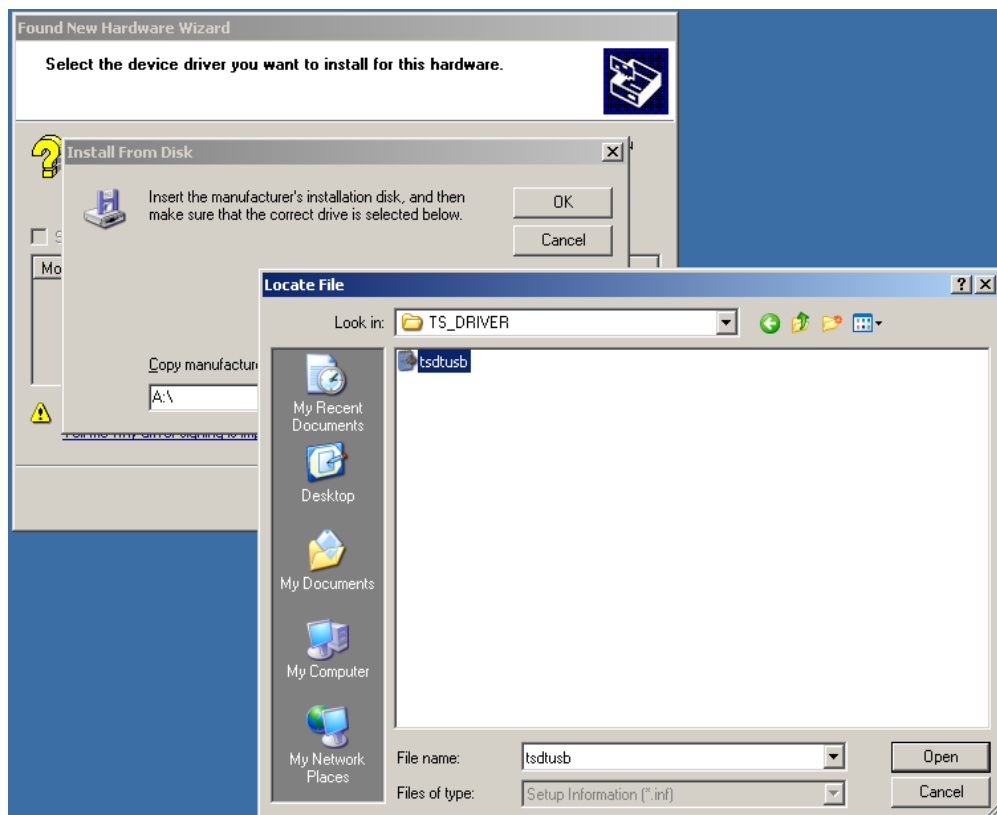 Found New Hardware Wizard
Select the device driver you want to install for this hardware.
Install From Disk
Insert the manufacturer's installation disk, and then
make sure that the correct drive is selected below.
OK
Cancel
Mo
Locate File
Look in: TS_DRIVER
tsdtusb
Copy manufactur
A:\
My Recent
Documents
Desktop
My Documents
My Computer
My Network
Places
File name: tsdtusb Open
Files of type: Setup Information (*.inf) Cancel